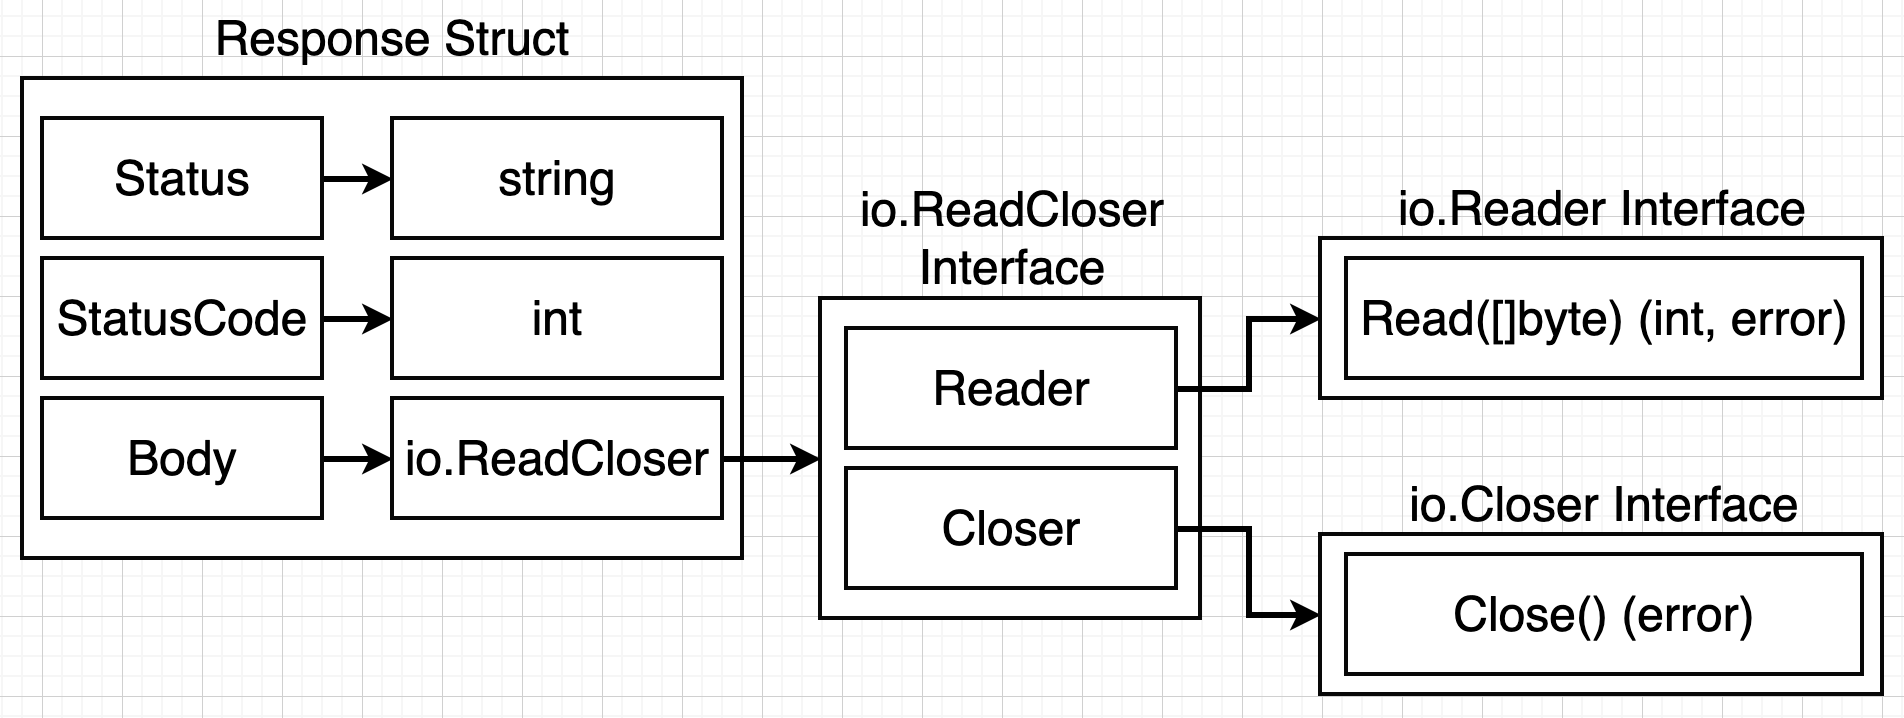 Response Struct
Status
string
StatusCode
int
Body
io.ReadCloser
io.ReadCloser
Interface
Reader
Closer
io.Reader Interface
Read([]byte) (int, error)
io.Closer Interface
Close() (error)